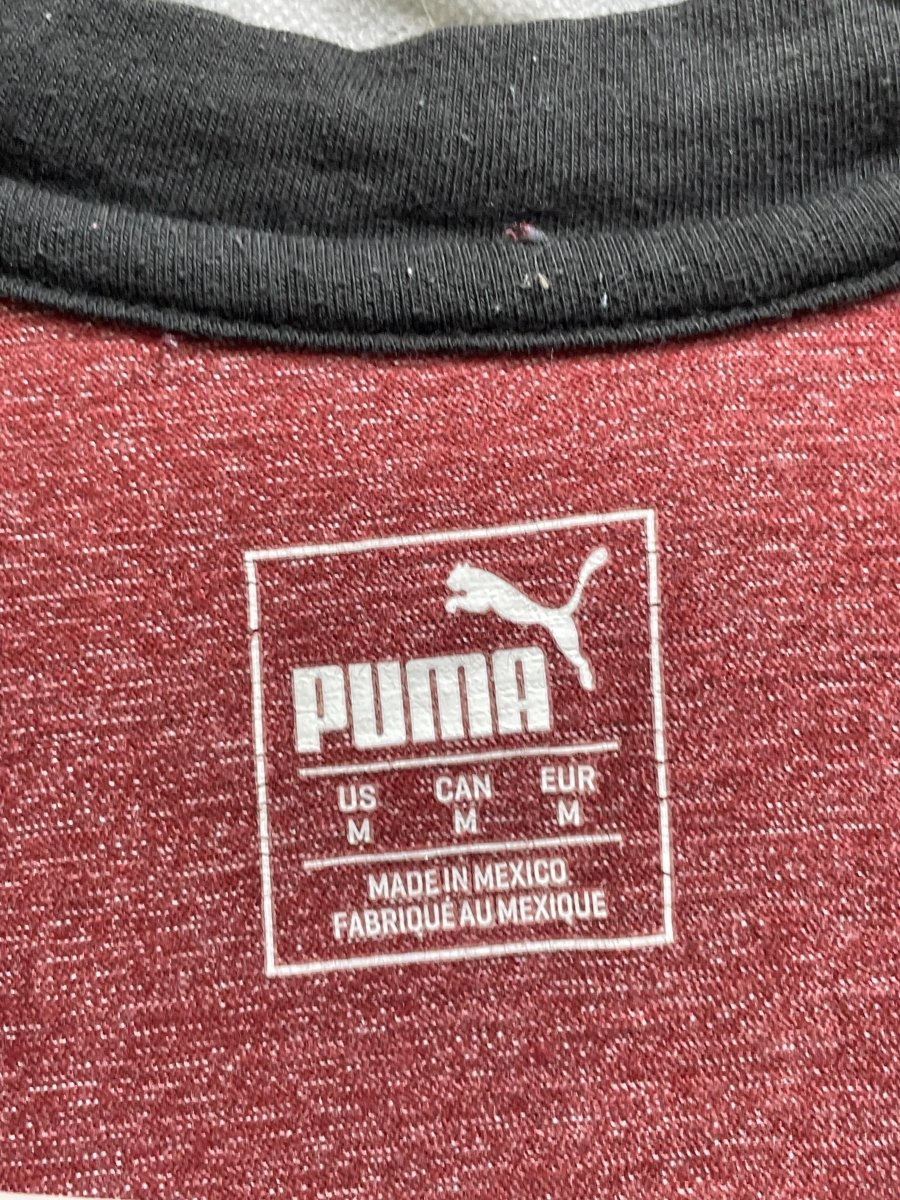 PUMA
US CAN EUR
M M M
MADE IN MEXICO
FABRIQUÉ AU MEXIQUE